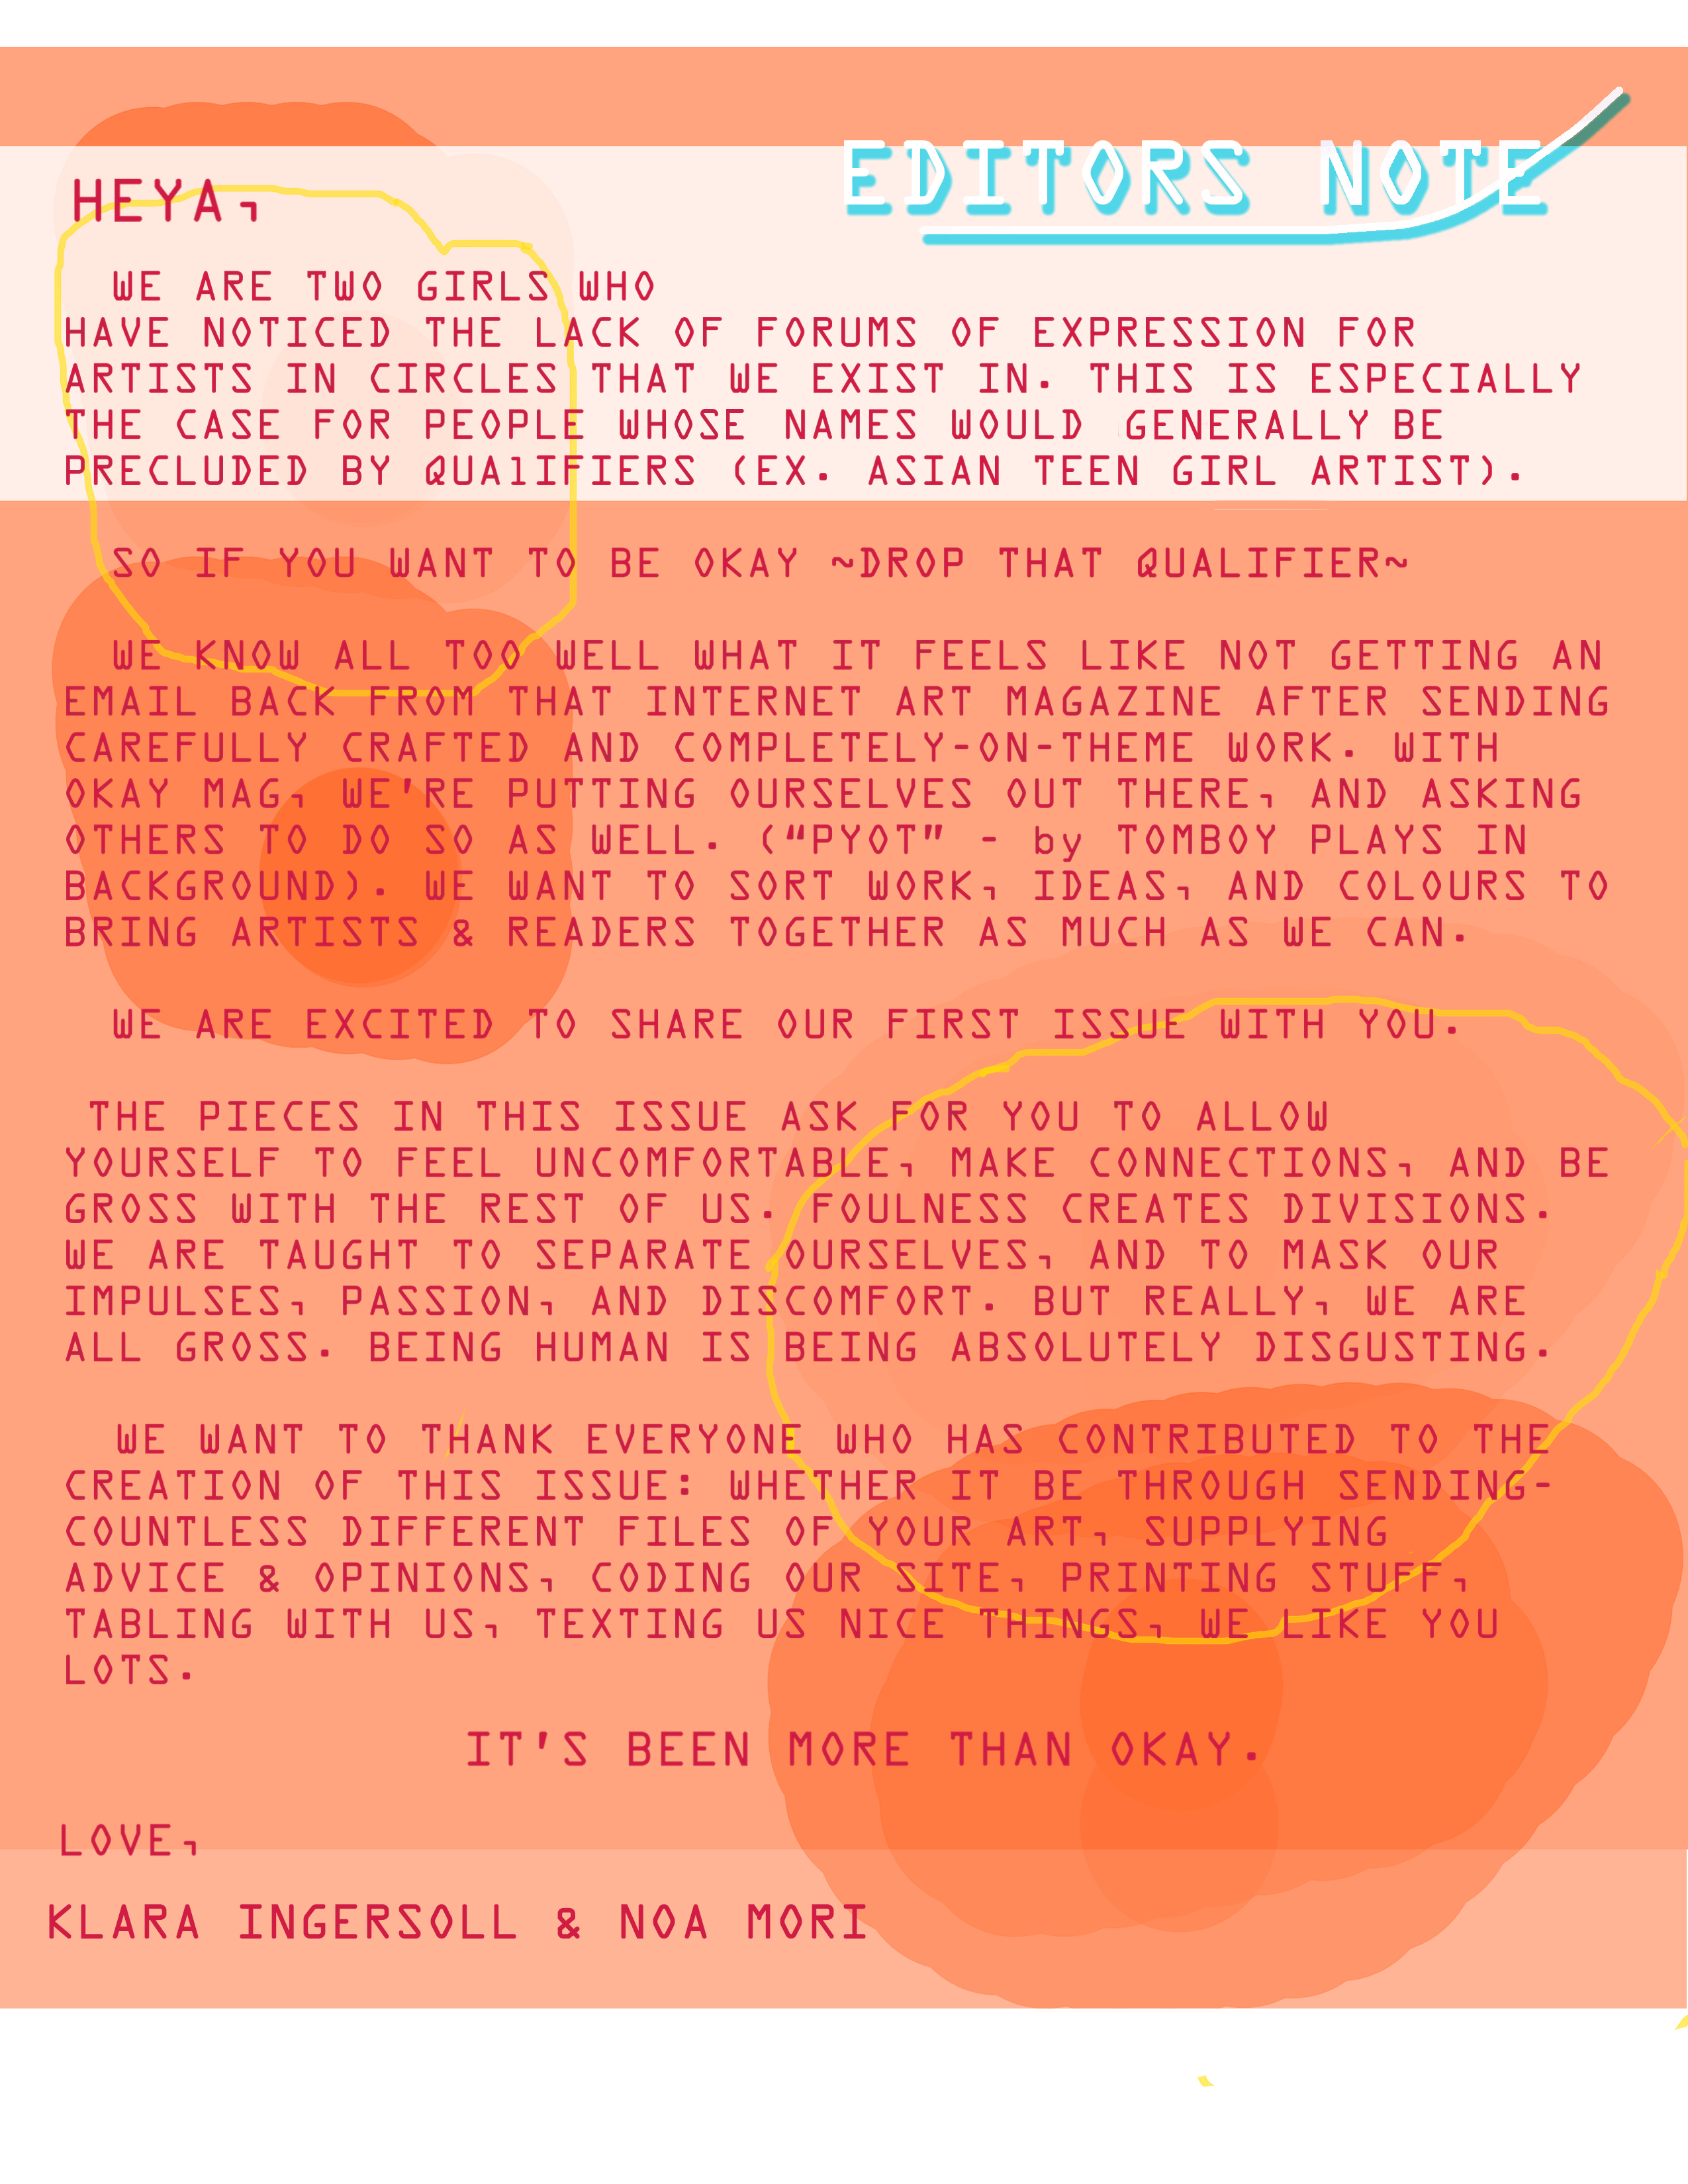 EDITORS NOTE
HEYA,
WE ARE TWO GIRLS WHO
HAVE NOTICED THE LACK OF FORUMS OF EXPRESSION FOR
ARTISTS IN CIRCLES THAT WE EXIST IN. THIS IS ESPECIALLY
THE CASE FOR PEOPLE WHOSE NAMES WOULD GENERALLY BE
PRECLUDED BY QUAlIFIERS (EX. ASIAN TEEN GIRL ARTIST).
SO IF YOU WANT TO BE OKAY ~DROP THAT QUALIFIER~
WE KNOW ALL TOO WELL WHAT IT FEELS LIKE NOT GETTING AN
EMAIL BACK FROM THAT INTERNET ART MAGAZINE AFTER SENDING
CAREFULLY CRAFTED AND COMPLETELY-ON-THEME WORK. WITH
OKAY MAG, WE'RE PUTTING OURSELVES OUT THERE, AND ASKING
OTHERS TO DO SO AS WELL. (“PYOT” - by TOMBOY PLAYS IN
BACKGROUND). WE WANT TO SORT WORK, IDEAS, AND COLOURS TO
BRING ARTISTS & READERS TOGETHER AS MUCH AS WE CAN.
WE ARE EXCITED TO SHARE OUR FIRST ISSUE WITH YOU.
THE PIECES IN THIS ISSUE ASK FOR YOU TO ALLOW
YOURSELF TO FEEL UNCOMFORTABLE, MAKE CONNECTIONS, AND BE
GROSS WITH THE REST OF US. FOULNESS CREATES DIVISIONS.
WE ARE TAUGHT TO SEPARATE OURSELVES, AND TO MASK OUR
IMPULSES, PASSION, AND DISCOMFORT. BUT REALLY, WE ARE
ALL GROSS. BEING HUMAN IS BEING ABSOLUTELY DISGUSTING.
WE WANT TO THANK EVERYONE WHO HAS CONTRIBUTED TO THE
CREATION OF THIS ISSUE: WHETHER IT BE THROUGH SENDING-
COUNTLESS DIFFERENT FILES OF YOUR ART, SUPPLYING
ADVICE & OPINIONS, CODING OUR SITE, PRINTING STUFF,
TABLING WITH US, TEXTING US NICE THINGS, WE LIKE YOU
LOTS.
IT'S BEEN MORE THAN OKAY.
LOVE,
KLARA INGERSOLL & NOA MORI